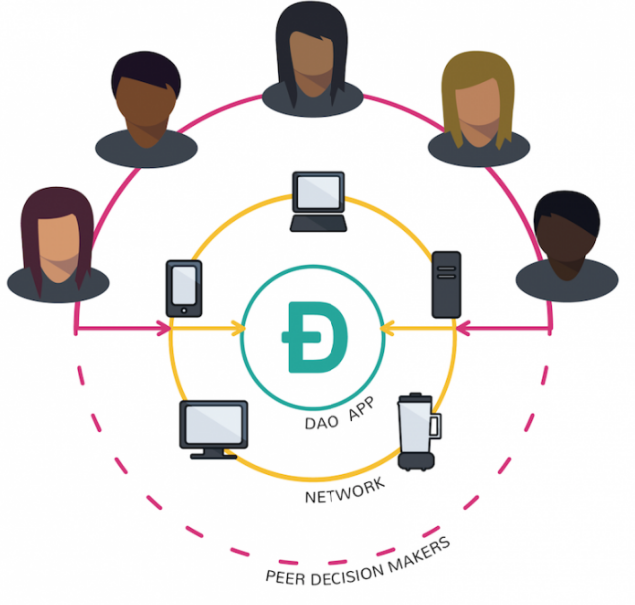 Ð
DAO APP
NETWORK
PEER DECISION MAKERS